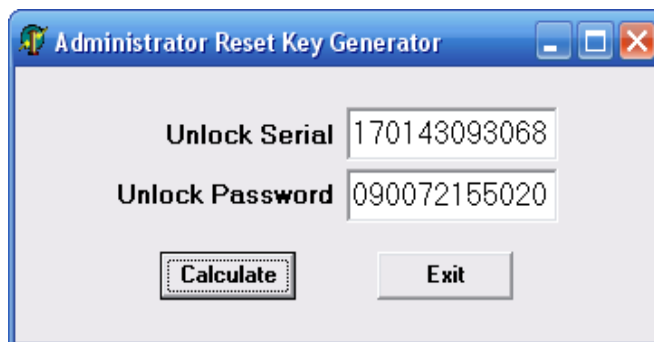 Administrator Reset Key Generator
Unlock Serial 170143093068
Unlock Password 090072155020
Calculate Exit